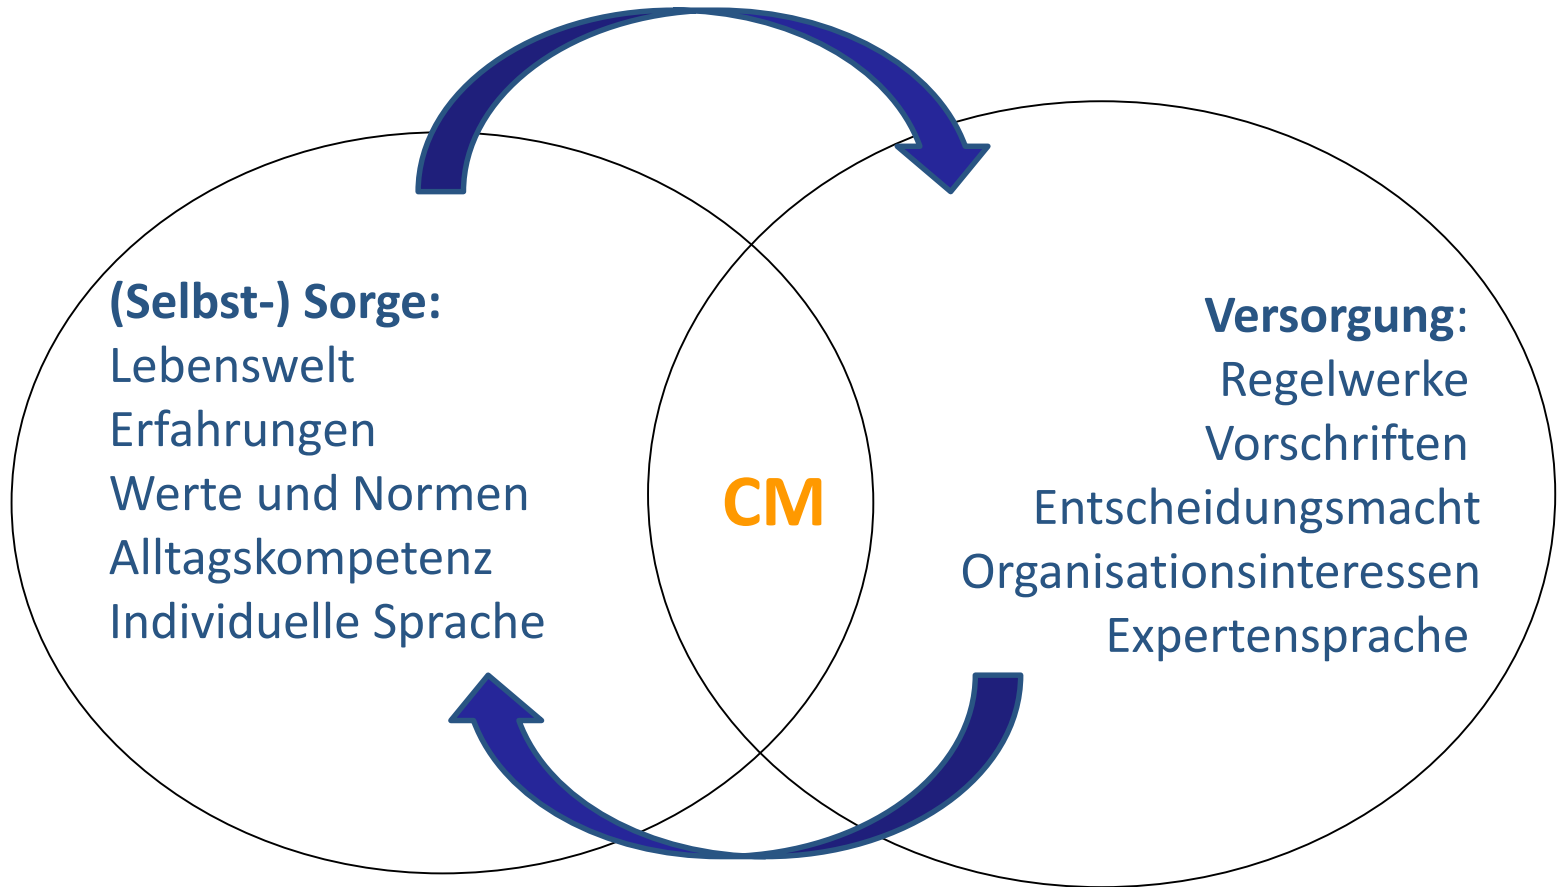 (Selbst-) Sorge:
Lebenswelt
Erfahrungen
Werte und Normen
Alltagskompetenz
Individuelle Sprache
CM
Versorgung:
Regelwerke
Vorschriften
Entscheidungsmacht
Organisationsinteressen
Expertensprache